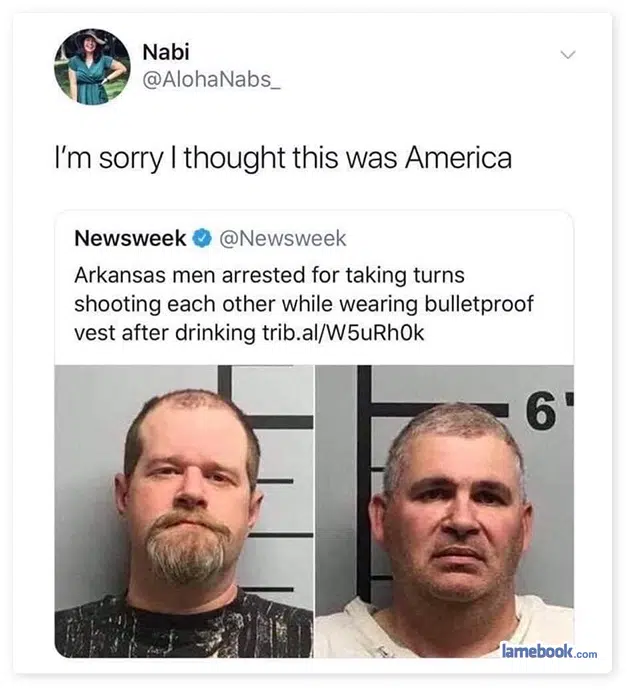 Nabi
@AlohaNabs_
I'm sorry I thought this was America
Newsweek @Newsweek
Arkansas men arrested for taking turns
shooting each other while wearing bulletproof
vest after drinking trib.al/W5uRh0k
6'
lamebook.com